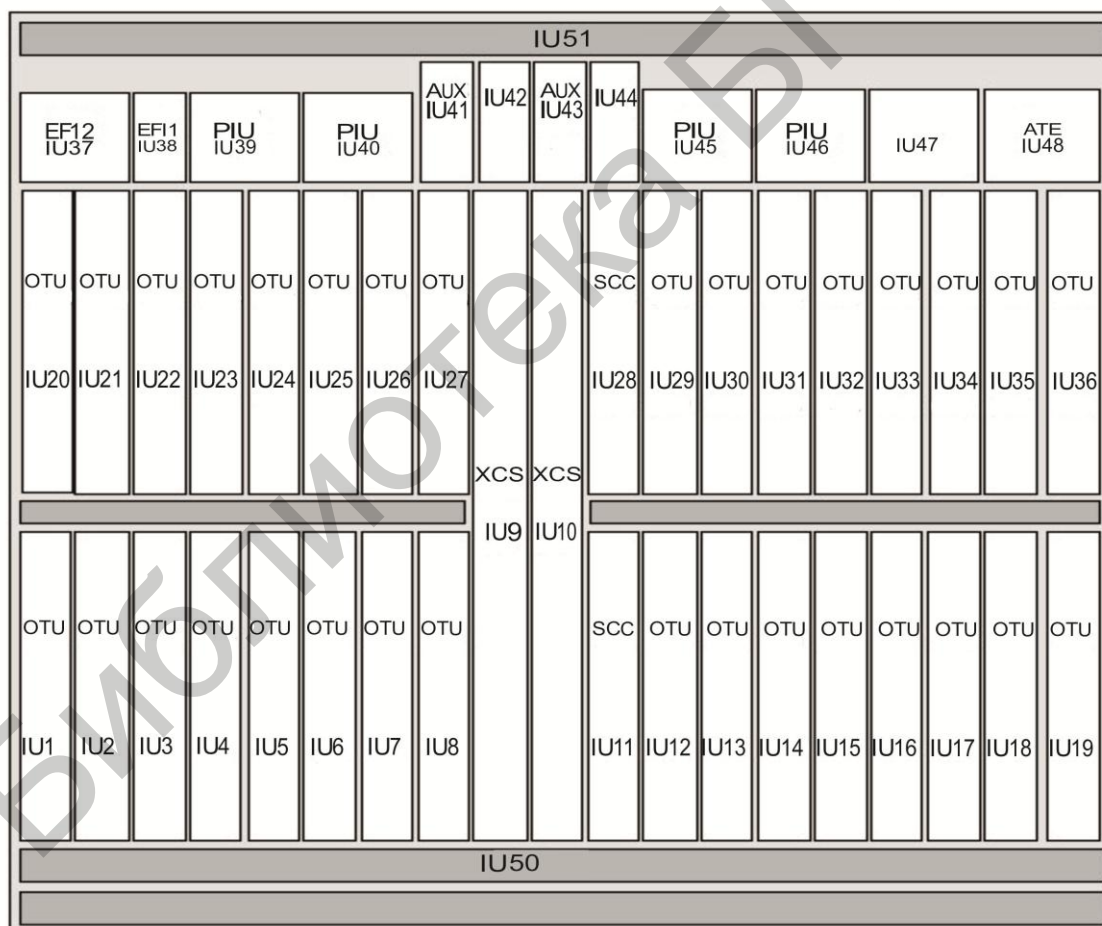 IU51
AUX IU42 AUX IU44
IU41 IU43
EF12 EFI1 PIU PIU PIU PIU IU47 ATE
IU37 IU38 IU39 IU40 IU45 IU46 IU48
OTU OTU OTU OTU OTU OTU OTU OTU SCC OTU OTU OTU OTU OTU OTU OTU OTU
IU20 IU21 IU22 IU23 IU24 IU25 IU26 IU27 IU28 IU29 IU30 IU31 IU32 IU33 IU34 IU35 IU36
XCS XCS
IU9 IU10
OTU OTU OTU OTU OTU OTU OTU OTU SCC OTU OTU OTU OTU OTU OTU OTU OTU
IU1 IU2 IU3 IU4 IU5 IU6 IU7 IU8 IU11 IU12 IU13 IU14 IU15 IU16 IU17 IU18 IU19
IU50
Библиотека